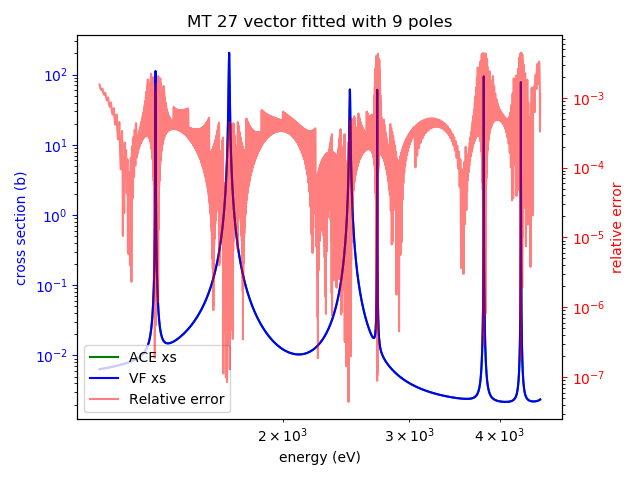 MT 27 vector fitted with 9 poles
cross section (b)
10²
10¹
10⁰
10⁻¹
10⁻²
10⁻³
10⁻⁴
10⁻⁵
10⁻⁶
10⁻⁷
relative error
ACE xs
VF xs
Relative error
2 × 10³
3 × 10³
4 × 10³
energy (eV)